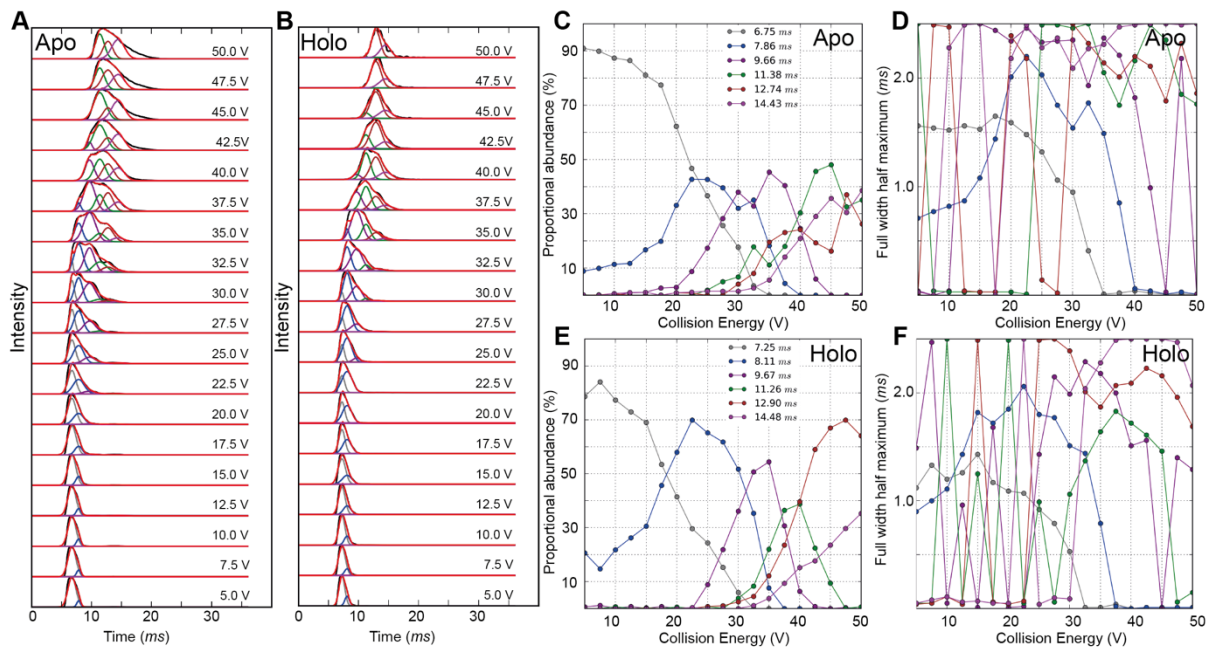 A
Apo
50.0 V
47.5 V
45.0 V
42.5V
40.0 V
37.5 V
35.0 V
32.5 V
30.0 V
27.5 V
25.0 V
22.5 V
20.0 V
17.5 V
15.0 V
12.5 V
10.0 V
7.5 V
5.0 V
Intensity
0
10
20
30
Time (ms)
B
Holo
50.0 V
47.5 V
45.0 V
42.5V
40.0 V
37.5 V
35.0 V
32.5 V
30.0 V
27.5 V
25.0 V
22.5 V
20.0 V
17.5 V
15.0 V
12.5 V
10.0 V
7.5 V
5.0 V
Intensity
0
10
20
30
Time (ms)
C
Apo
6.75 ms
7.86 ms
9.66 ms
11.38 ms
12.74 ms
14.43 ms
90
70
50
30
10
Proportional abundance (%)
10
20
30
40
50
Collision Energy (V)
D
Apo
2.0
1.0
Full width half maximum (ms)
10
20
30
40
50
Collision Energy (V)
E
Holo
7.25 ms
8.11 ms
9.67 ms
11.26 ms
12.90 ms
14.48 ms
90
70
50
30
10
Proportional abundance (%)
10
20
30
40
50
Collision Energy (V)
F
Holo
2.0
1.0
Full width half maximum (ms)
10
20
30
40
50
Collision Energy (V)